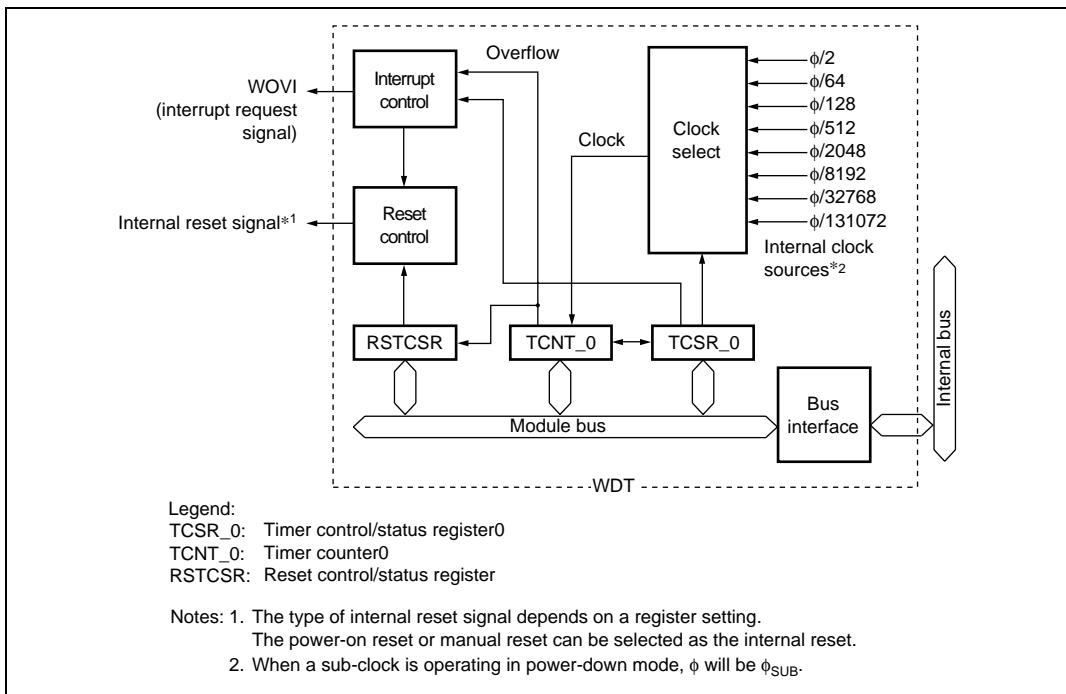 Overflow
WOVI
(interrupt request
signal)
Interrupt
control
Clock
Clock
select
ϕ/2
ϕ/64
ϕ/128
ϕ/512
ϕ/2048
ϕ/8192
ϕ/32768
ϕ/131072
Internal clock
sources*2
Internal reset signal*1
Reset
control
RSTCSR
TCNT_0
TCSR_0
Module bus
Bus
interface
Internal bus
WDT
Legend:
TCSR_0: Timer control/status register0
TCNT_0: Timer counter0
RSTCSR: Reset control/status register
Notes: 1. The type of internal reset signal depends on a register setting.
The power-on reset or manual reset can be selected as the internal reset.
2. When a sub-clock is operating in power-down mode, ϕ will be ϕSUB.